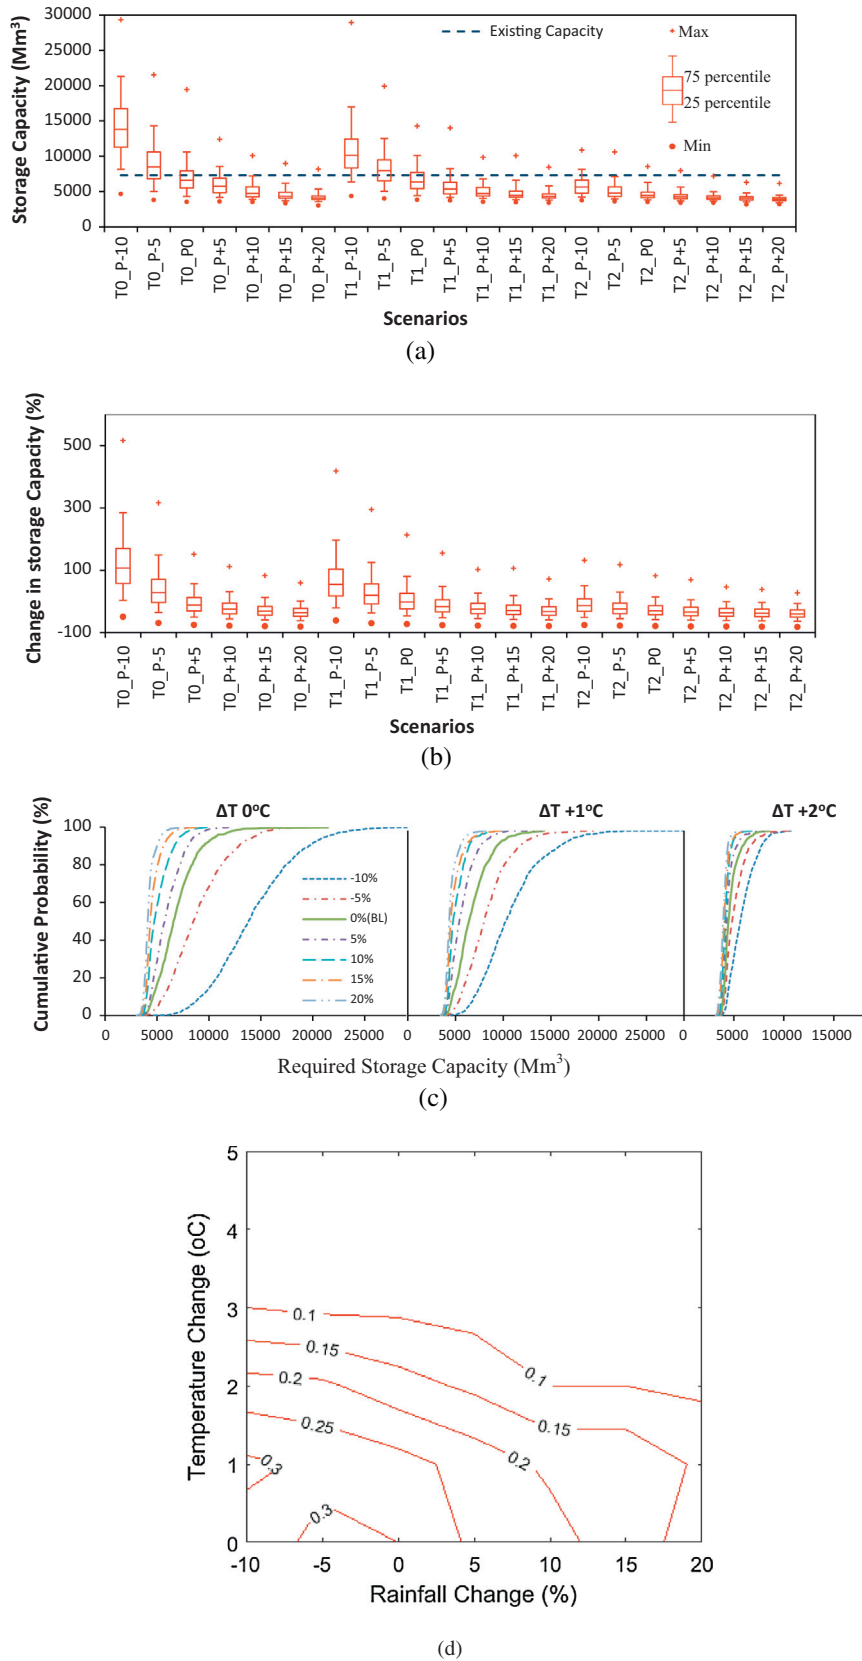 Storage Capacity (Mm³)
30000
25000
20000
15000
10000
5000
0
Existing Capacity
Max
75 percentile
25 percentile
Min
T0_P-10
T0_P-5
T0_P0
T0_P+5
T0_P+10
T0_P+15
T0_P+20
T1_P-10
T1_P-5
T1_P0
T1_P+5
T1_P+10
T1_P+15
T1_P+20
T2_P-10
T2_P-5
T2_P0
T2_P+5
T2_P+10
T2_P+15
T2_P+20
Scenarios
(a)
Change in storage Capacity (%)
500
300
100
-100
T0_P-10
T0_P-5
T0_P+5
T0_P+10
T0_P+15
T0_P+20
T1_P-10
T1_P-5
T1_P0
T1_P+5
T1_P+10
T1_P+15
T1_P+20
T2_P-10
T2_P-5
T2_P0
T2_P+5
T2_P+10
T2_P+15
T2_P+20
Scenarios
(b)
ΔT 0°C ΔT +1°C ΔT +2°C
Cumulative Probability (%)
100
80
60
40
20
0
-10%
-5%
0%(BL)
5%
10%
15%
20%
0 5000 10000 15000 20000 25000 0 5000 10000 15000 20000 25000 0 5000 10000 15000
Required Storage Capacity (Mm³)
(c)
Temperature Change (oC)
5
4
3
2
1
0
0.1
0.15
0.1
0.2
0.25
0.15
0.2
0.3
0.3
-10 -5 0 5 10 15 20
Rainfall Change (%)
(d)